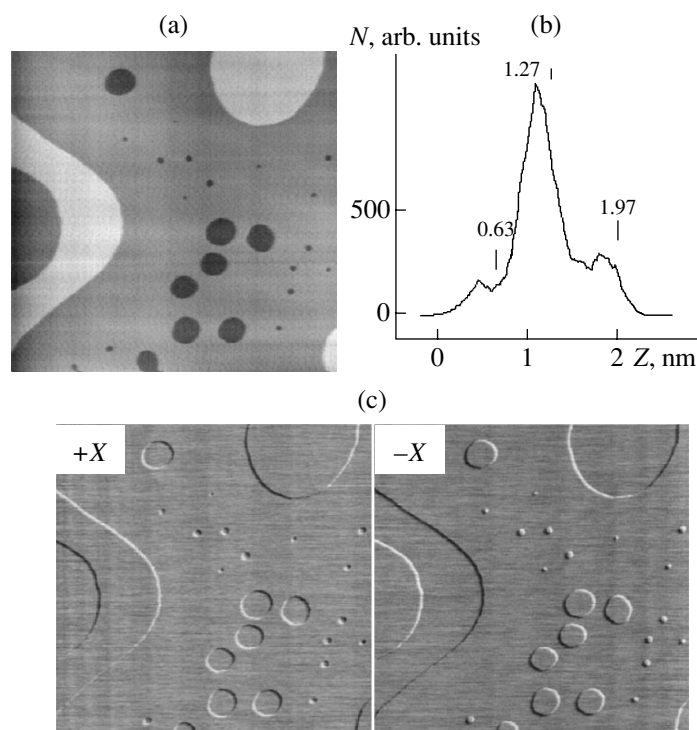 (a)
N, arb. units
(b)
1.27
500
0.63
1.97
0
0
1
2
Z, nm
(c)
+X
–X